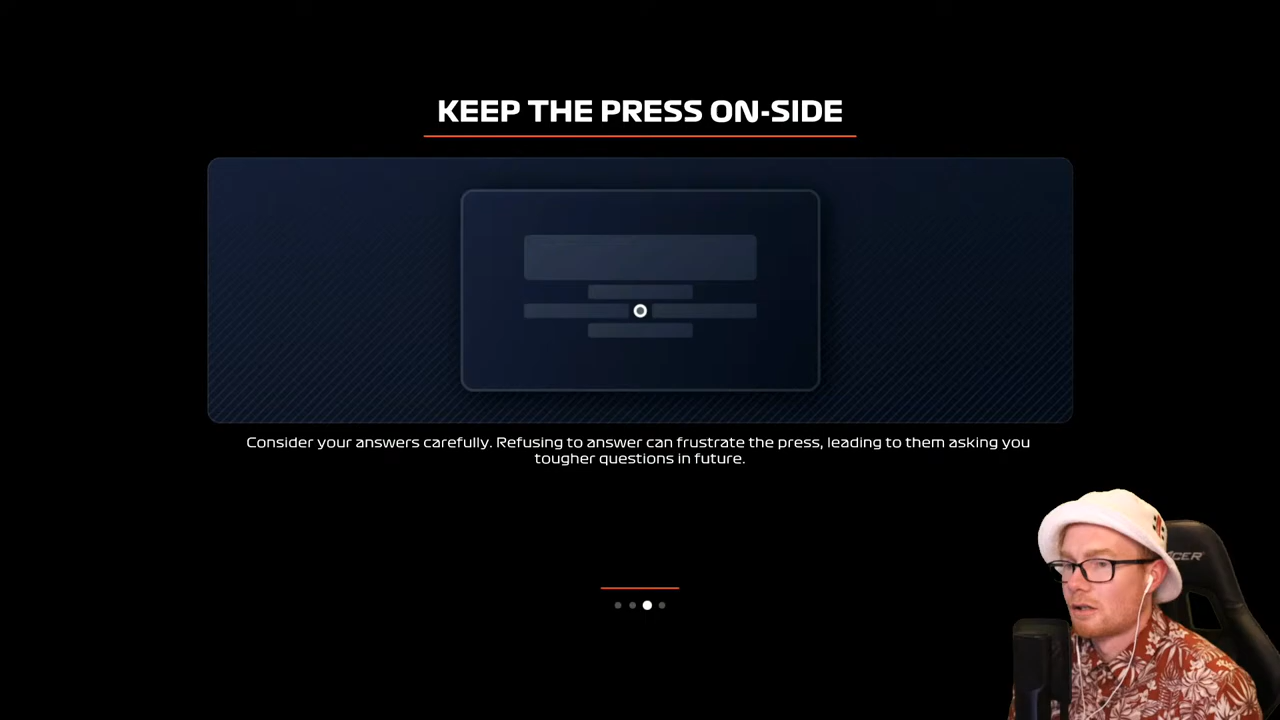 KEEP THE PRESS ON-SIDE
Consider your answers carefully. Refusing to answer can frustrate the press, leading to them asking you
tougher questions in future.